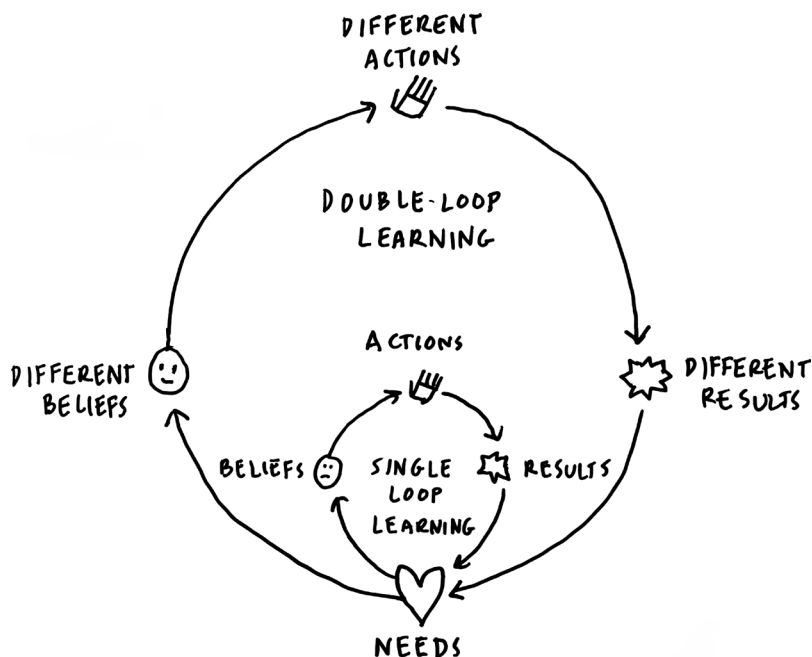 DIFFERENT
ACTIONS
DOUBLE-LOOP
LEARNING
ACTIONS
DIFFERENT
BELIEFS
DIFFERENT
RESULTS
BELIEFS
SINGLE
LOOP
LEARNING
RESULTS
NEEDS